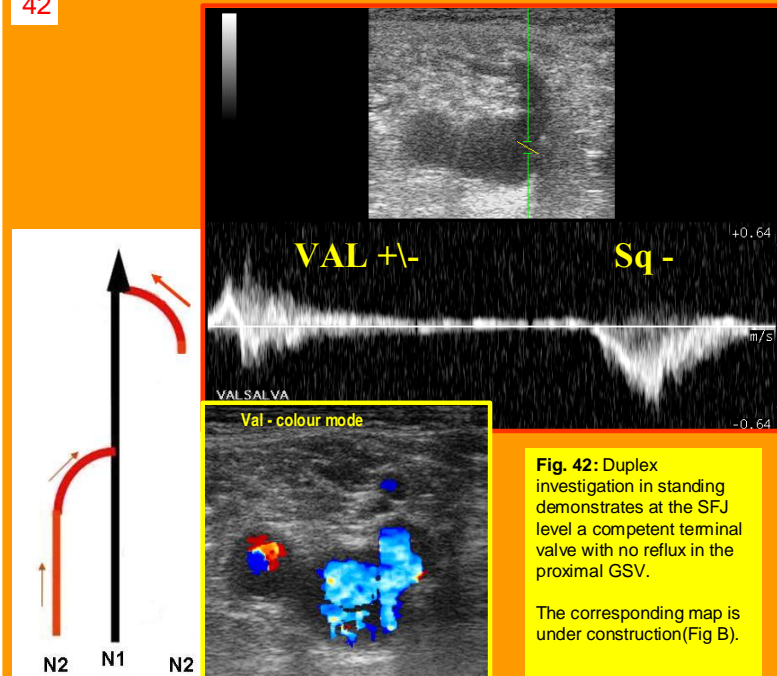 42
+0.64
VAL +\- Sq -
m/s
VALSALVA
-0.64
Val - colour mode
Fig. 42: Duplex
investigation in standing
demonstrates at the SFJ
level a competent terminal
valve with no reflux in the
proximal GSV.
The corresponding map is
under construction(Fig B).
N2 N1 N2